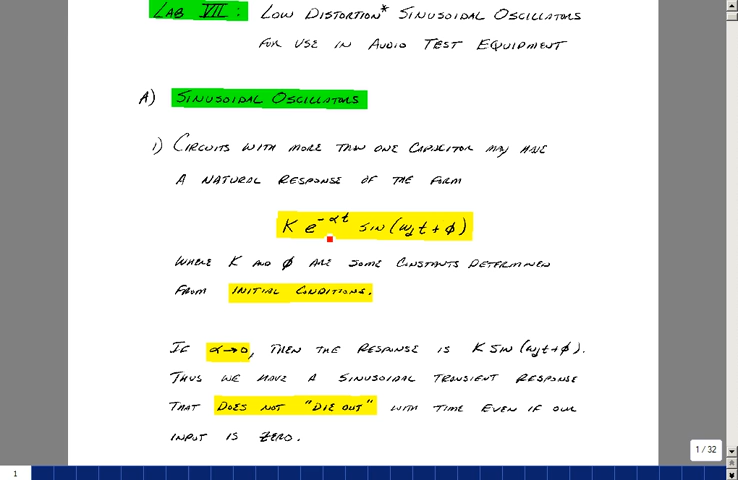 LAB VII: LOW DISTORTION* SINUSOIDAL OSCILLATORS
FOR USE IN AUDIO TEST EQUIPMENT
A) SINUSOIDAL OSCILLATORS
1) CIRCUITS WITH MORE THAN ONE CAPACITOR MAY HAVE
A NATURAL RESPONSE OF THE FORM
K e^{-αt} SIN(ω_d t + φ)
WHERE K AND φ ARE SOME CONSTANTS DETERMINED
FROM INITIAL CONDITIONS.
IF α→0, THEN THE RESPONSE IS K SIN(ω_d t + φ).
THUS WE HAVE A SINUSOIDAL TRANSIENT RESPONSE
THAT DOES NOT "DIE OUT" WITH TIME EVEN IF OUR
INPUT IS ZERO.
1 / 32
1